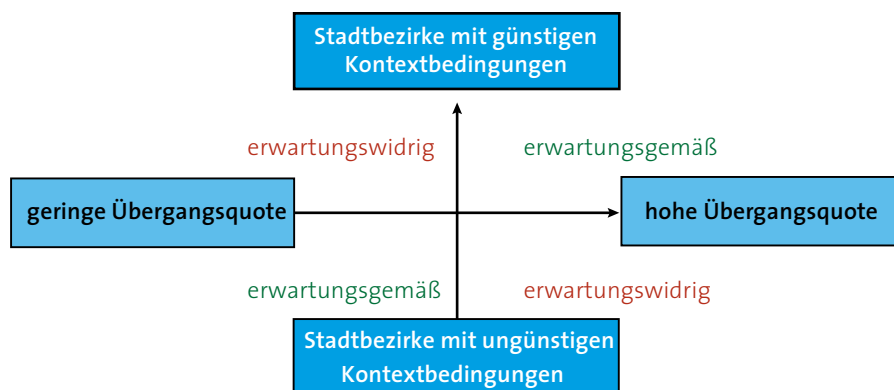 Stadtbezirke mit günstigen
Kontextbedingungen
erwartungswidrig
erwartungsgemäß
geringe Übergangsquote
hohe Übergangsquote
erwartungsgemäß
erwartungswidrig
Stadtbezirke mit ungünstigen
Kontextbedingungen